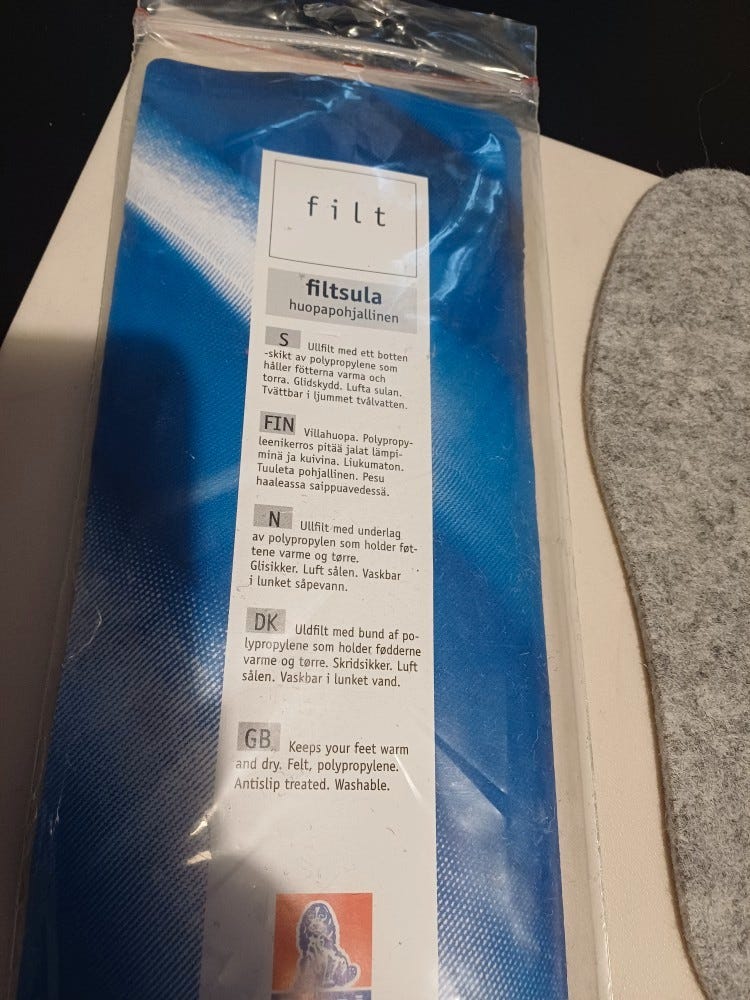 filt
filtsula
huopapohjallinen
S Ullfilt med ett botten
-skikt av polypropylene som
håller fötterna varma och
torra. Glidskydd. Lufta sulan.
Tvättbar i ljummet tvålvatten.
FIN Villahuopa. Polypropy-
leenikerros pitää jalat lämpi-
minä ja kuivina. Liukumaton.
Tuuleta pohjallinen. Pesu
haaleassa saippuavedessä.
N Ullfilt med underlag
av polypropylen som holder føt-
tene varme og tørre.
Glisikker. Luft sålen. Vaskbar
i lunket såpevann.
DK Uldfilt med bund af po-
lypropylene som holder fødderne
varme og tørre. Skridsikker. Luft
sålen. Vaskbar i lunket vand.
GB Keeps your feet warm
and dry. Felt, polypropylene.
Antislip treated. Washable.